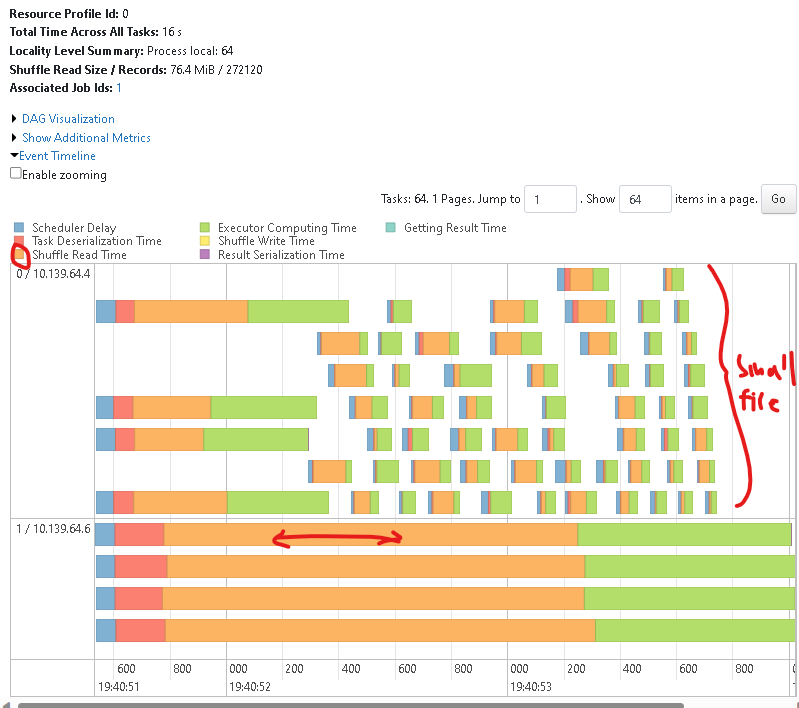 Resource Profile Id: 0
Total Time Across All Tasks: 16 s
Locality Level Summary: Process local: 64
Shuffle Read Size / Records: 76.4 MiB / 272120
Associated Job Ids: 1
DAG Visualization
Show Additional Metrics
Event Timeline
Enable zooming
Tasks: 64. 1 Pages. Jump to 1 . Show 64 items in a page. Go
Scheduler Delay Executor Computing Time Getting Result Time
Task Deserialization Time Shuffle Write Time
Shuffle Read Time Result Serialization Time
0 / 10.139.64.4
small
file
1 / 10.139.64.6
600 800 000 200 400 600 800 000 200 400 600 800
19:40:51 19:40:52 19:40:53